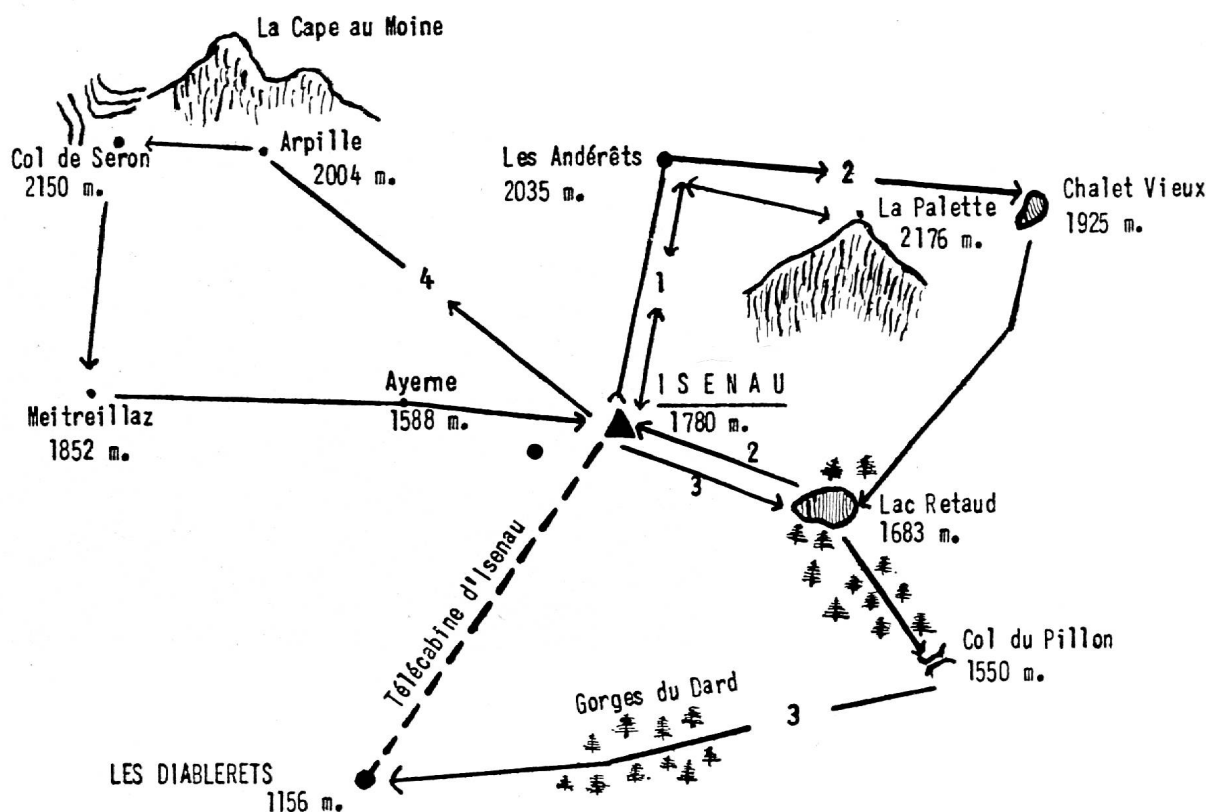 La Cape au Moine
Arpille
2004 m.
Col de Seron
2150 m.
Les Andérêts
2035 m.
2
Chalet Vieux
1925 m.
La Palette
2176 m.
1
4
ISENAU
1780 m.
Ayerne
1588 m.
Meitreillaz
1852 m.
2
3
Lac Retaud
1683 m.
Télécabine d'Isenau
Col du Pillon
1550 m.
Gorges du Dard
3
LES DIABLERETS
1156 m.